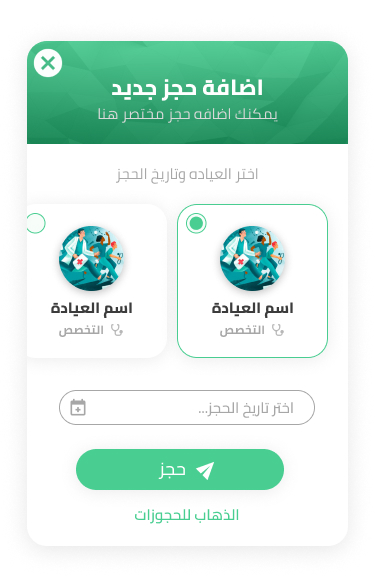 اضافة حجز جديد
يمكنك اضافه حجز مختصر هنا
اختر العياده وتاريخ الحجز
اسم العيادة
التخصص
اسم العيادة
التخصص
اختر تاريخ الحجز...
حجز
الذهاب للحجوزات